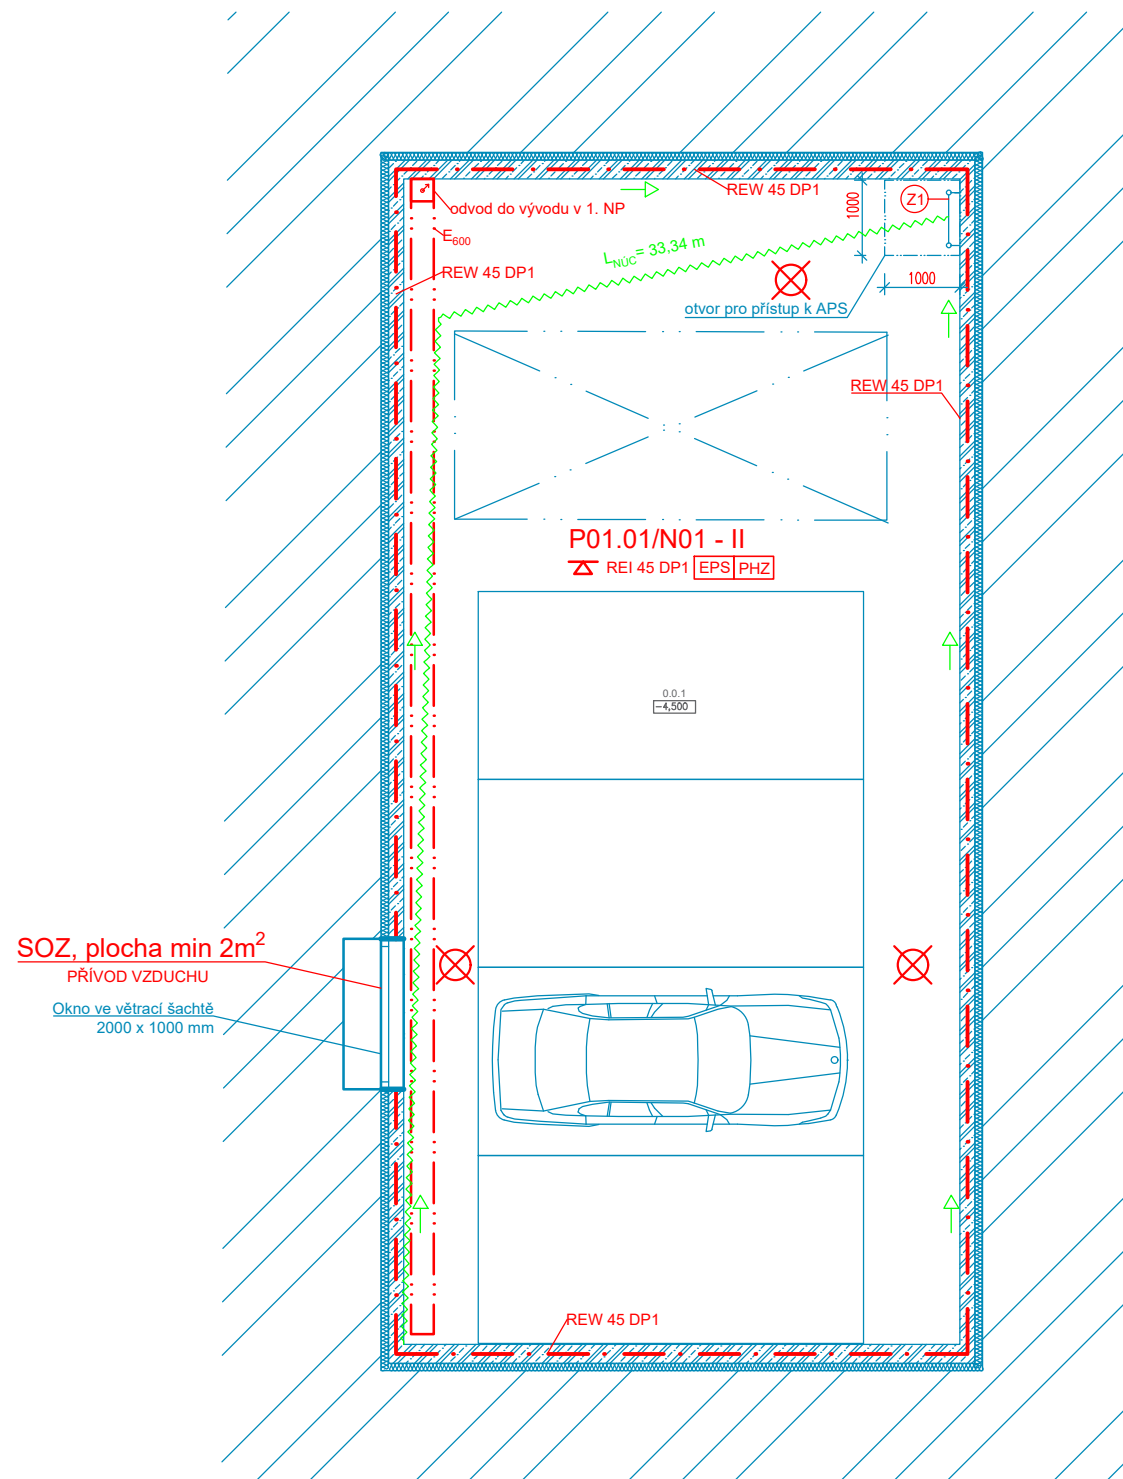 REW 45 DP1
odvod do vývodu v 1. NP
E600
REW 45 DP1
LNÚC= 33,34 m
Z1
1000
1000
otvor pro přístup k APS
REW 45 DP1
P01.01/N01 - II
REI 45 DP1 EPS PHZ
0.0.1
-4,500
SOZ, plocha min 2m²
PŘÍVOD VZDUCHU
Okno ve větrací šachtě
2000 x 1000 mm
REW 45 DP1